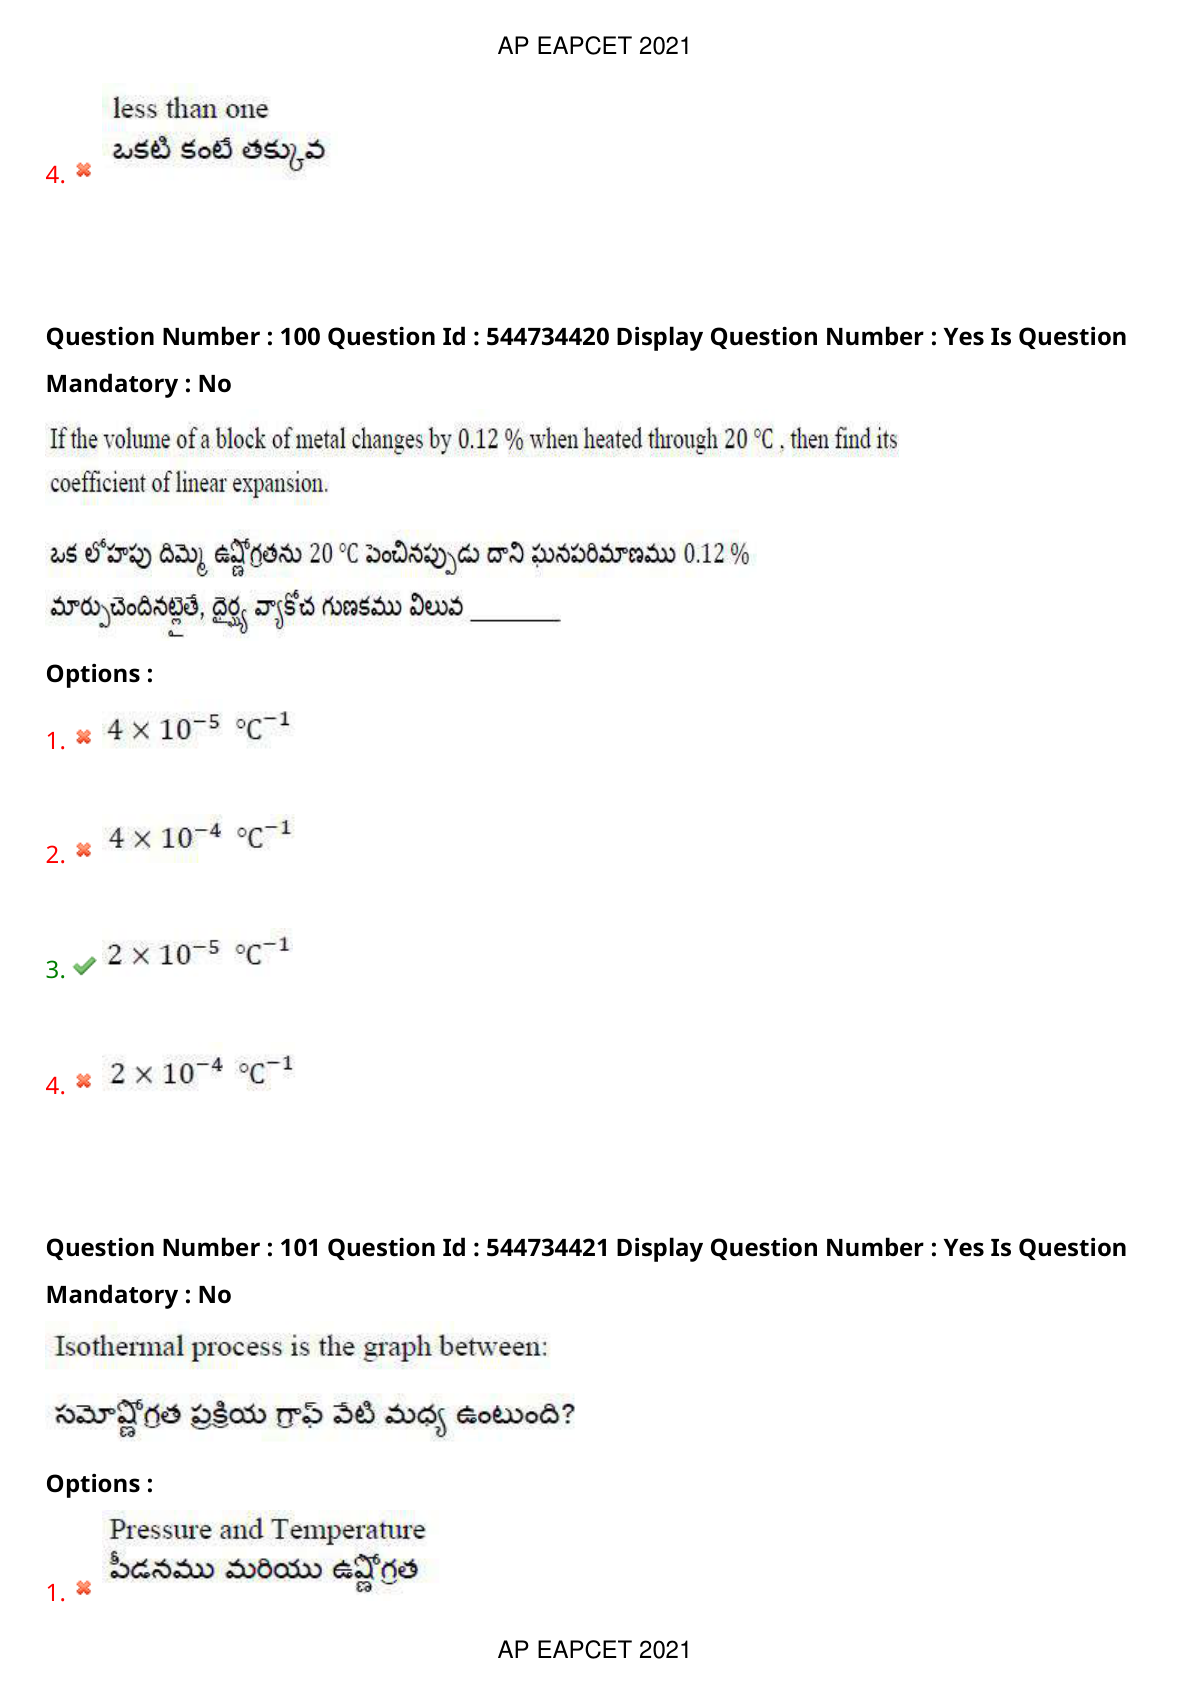 AP EAPCET 2021
less than one
ఒకటి కంటే తక్కువ
4.
Question Number : 100 Question Id : 544734420 Display Question Number : Yes Is Question
Mandatory : No
If the volume of a block of metal changes by 0.12 % when heated through 20 °C , then find its
coefficient of linear expansion.
ఒక లోహపు దిమ్మె ఉష్ణోగ్రతను 20 °C పెంచినప్పుడు దాని ఘనపరిమాణము 0.12 %
మార్పుచెందినట్లైతే, దైర్ఘ్య వ్యాకోచ గుణకము విలువ ________
Options :
1. 4 × 10⁻⁵ °C⁻¹
2. 4 × 10⁻⁴ °C⁻¹
3. 2 × 10⁻⁵ °C⁻¹
4. 2 × 10⁻⁴ °C⁻¹
Question Number : 101 Question Id : 544734421 Display Question Number : Yes Is Question
Mandatory : No
Isothermal process is the graph between:
సమోష్ణోగ్రత ప్రక్రియ గ్రాఫ్ వేటి మధ్య ఉంటుంది?
Options :
Pressure and Temperature
పీడనము మరియు ఉష్ణోగ్రత
1.
AP EAPCET 2021